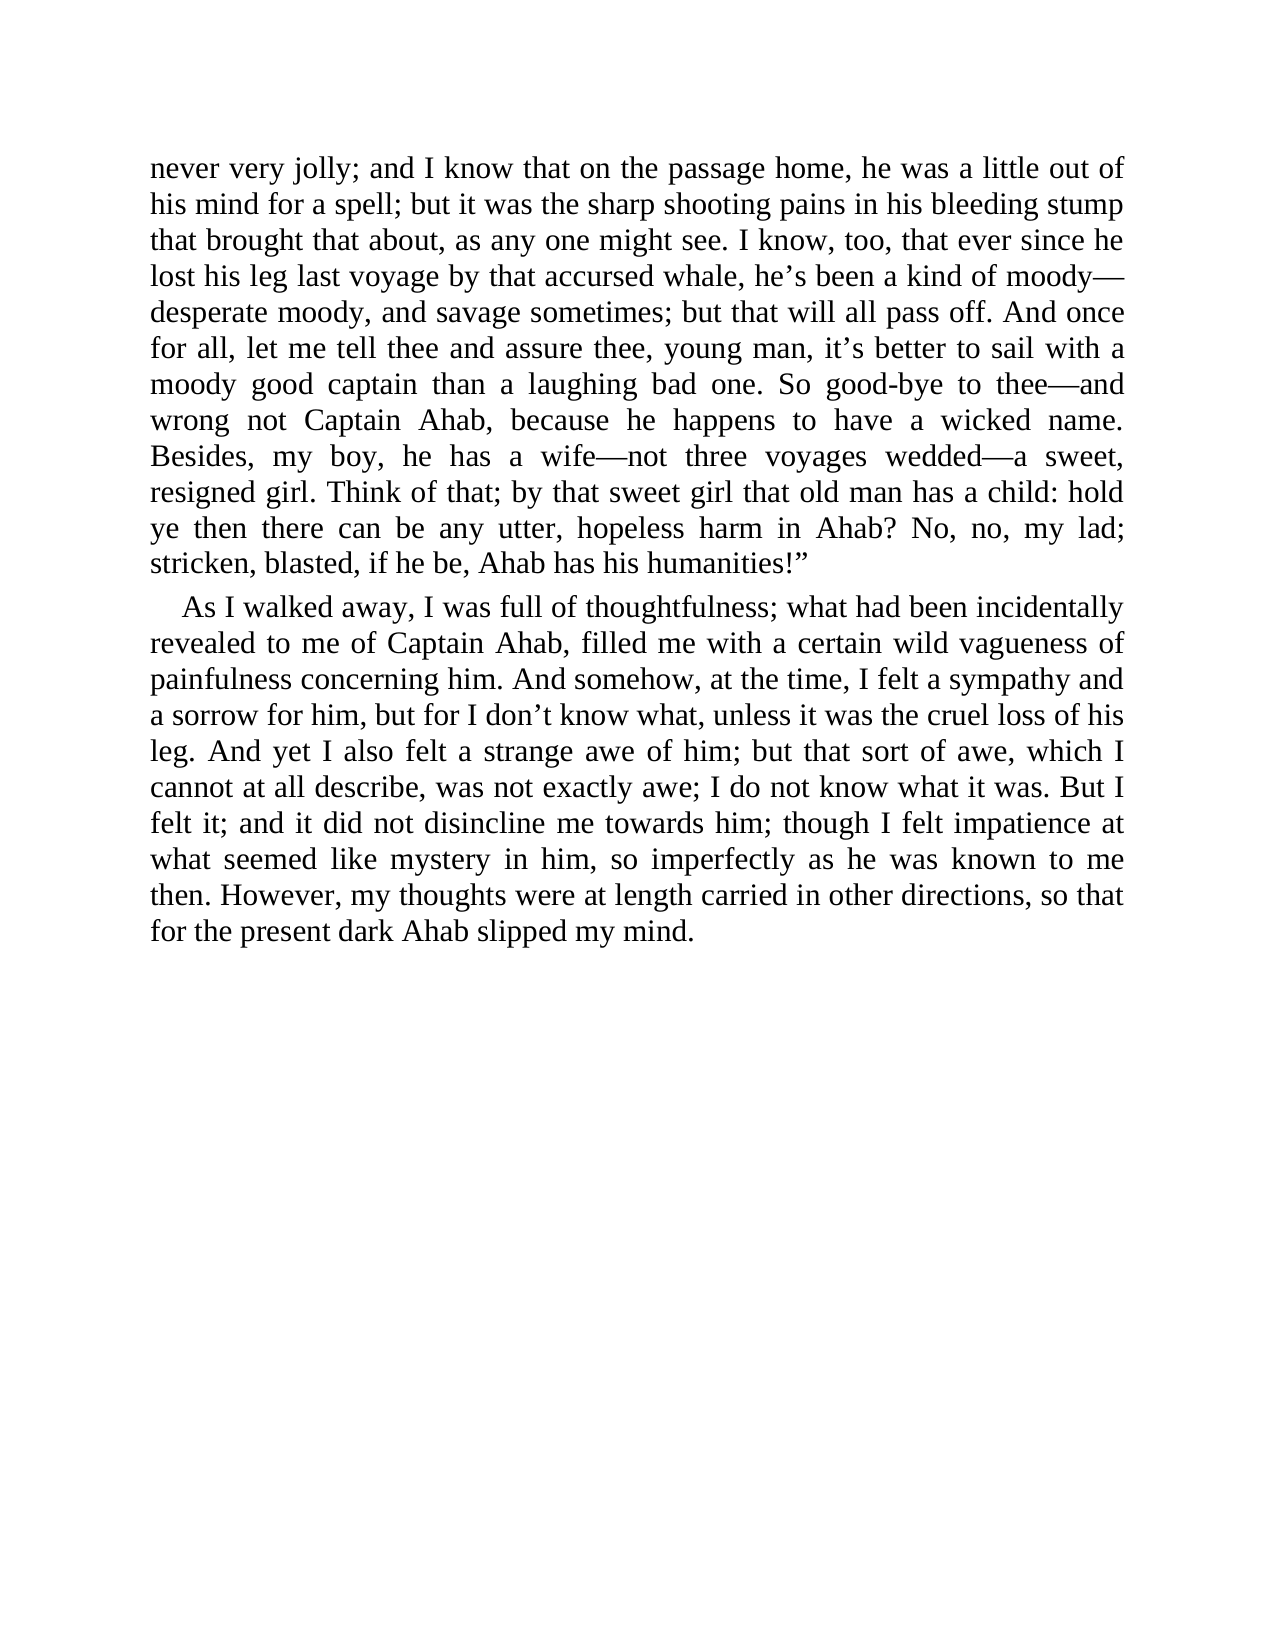 never very jolly; and I know that on the passage home, he was a little out of
his mind for a spell; but it was the sharp shooting pains in his bleeding stump
that brought that about, as any one might see. I know, too, that ever since he
lost his leg last voyage by that accursed whale, he’s been a kind of moody—
desperate moody, and savage sometimes; but that will all pass off. And once
for all, let me tell thee and assure thee, young man, it’s better to sail with a
moody good captain than a laughing bad one. So good-bye to thee—and
wrong not Captain Ahab, because he happens to have a wicked name.
Besides, my boy, he has a wife—not three voyages wedded—a sweet,
resigned girl. Think of that; by that sweet girl that old man has a child: hold
ye then there can be any utter, hopeless harm in Ahab? No, no, my lad;
stricken, blasted, if he be, Ahab has his humanities!”
As I walked away, I was full of thoughtfulness; what had been incidentally
revealed to me of Captain Ahab, filled me with a certain wild vagueness of
painfulness concerning him. And somehow, at the time, I felt a sympathy and
a sorrow for him, but for I don’t know what, unless it was the cruel loss of his
leg. And yet I also felt a strange awe of him; but that sort of awe, which I
cannot at all describe, was not exactly awe; I do not know what it was. But I
felt it; and it did not disincline me towards him; though I felt impatience at
what seemed like mystery in him, so imperfectly as he was known to me
then. However, my thoughts were at length carried in other directions, so that
for the present dark Ahab slipped my mind.